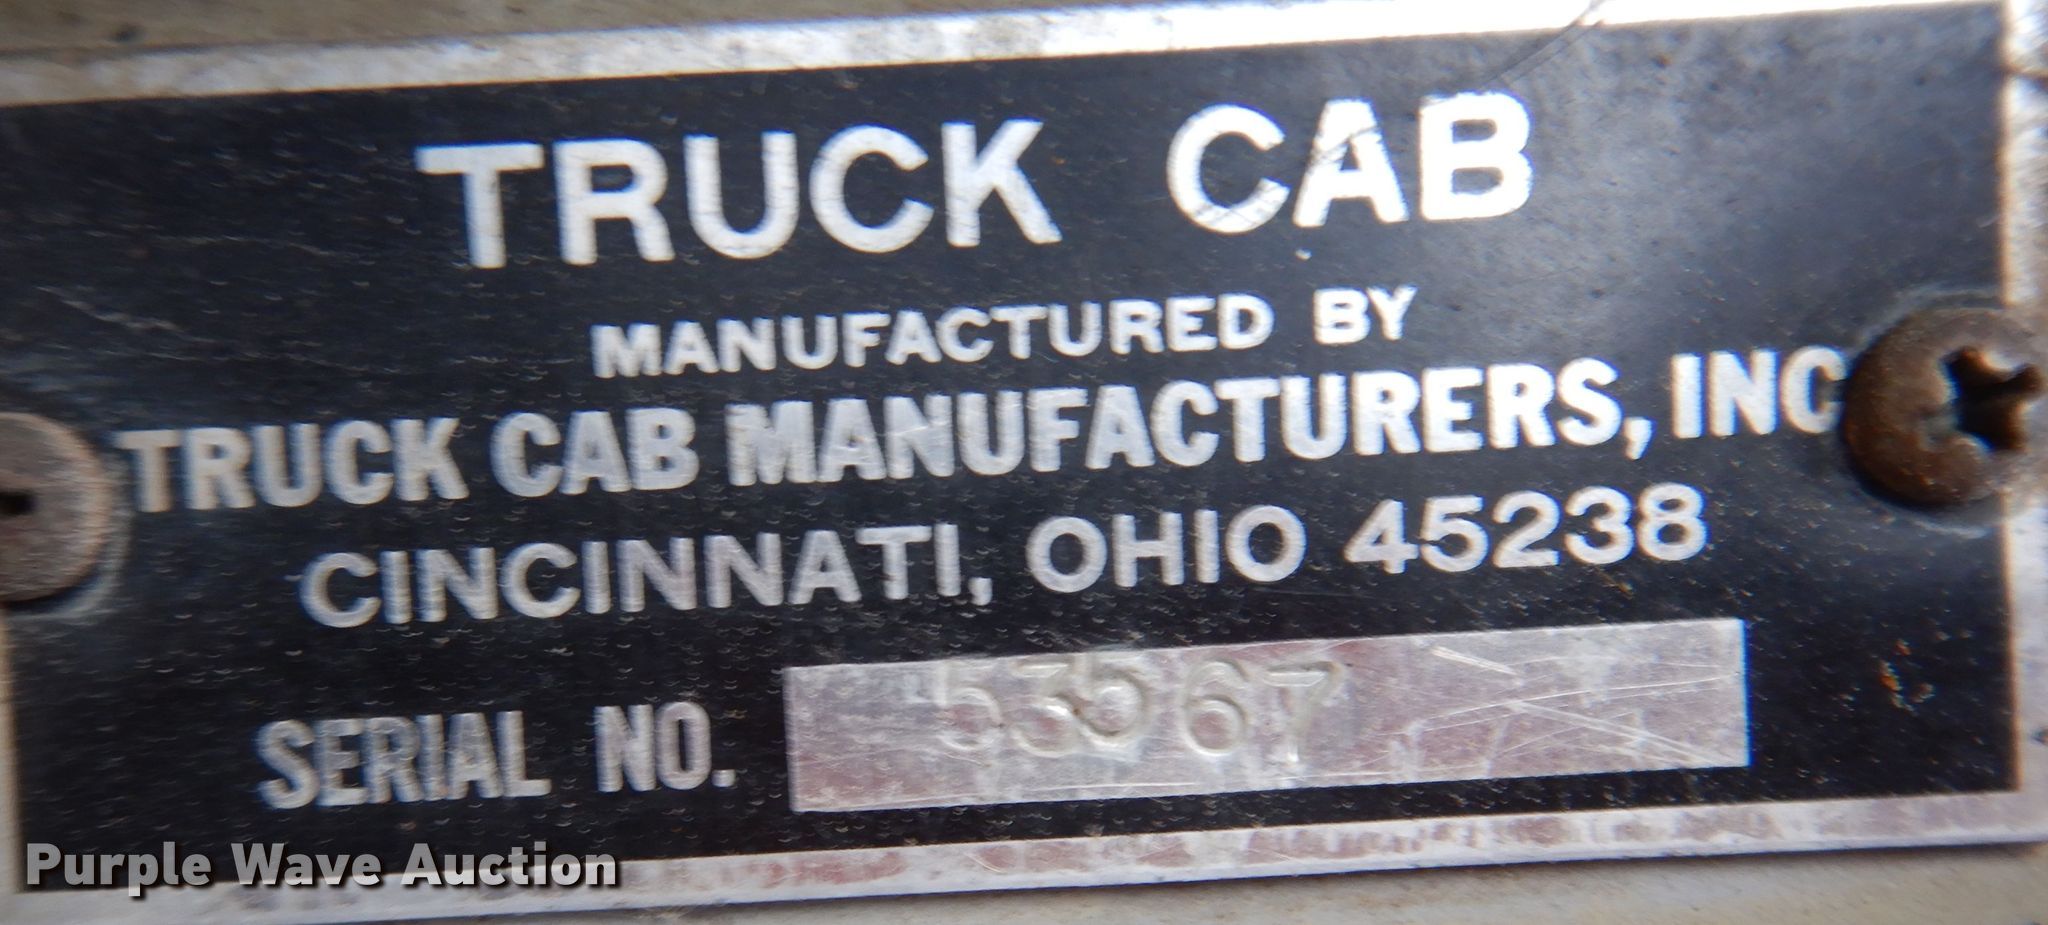 TRUCK CAB
MANUFACTURED BY
TRUCK CAB MANUFACTURERS, INC
CINCINNATI, OHIO 45238
SERIAL NO. 53567
Purple Wave Auction